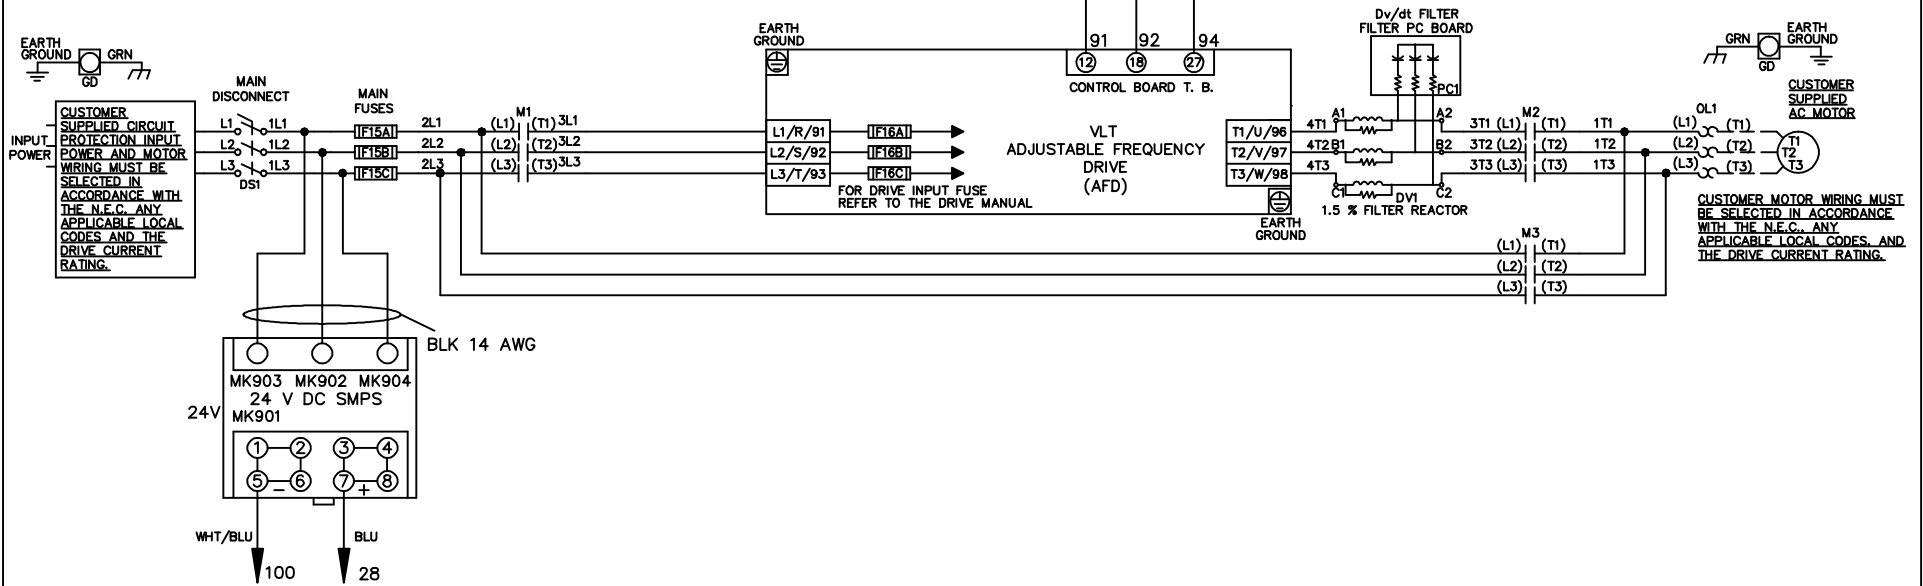 EARTH
GROUND
GRN
GD
INPUT
POWER
CUSTOMER
SUPPLIED CIRCUIT
PROTECTION INPUT
POWER AND MOTOR
WIRING MUST BE
SELECTED IN
ACCORDANCE WITH
THE N.E.C. ANY
APPLICABLE LOCAL
CODES AND THE
DRIVE CURRENT
RATING.
MAIN
DISCONNECT
L1 1L1
L2 1L2
L3 1L3
DS1
MAIN
FUSES
F15A
F15B
F15C
2L1
2L2
2L3
M1
(L1) (T1) 3L1
(L2) (T2) 3L2
(L3) (T3) 3L3
EARTH
GROUND
L1/R/91
L2/S/92
L3/T/93
F16A
F16B
F16C
FOR DRIVE INPUT FUSE
REFER TO THE DRIVE MANUAL
91 92 94
12 18 27
CONTROL BOARD T. B.
VLT
ADJUSTABLE FREQUENCY
DRIVE
(AFD)
T1/U/96
T2/V/97
T3/W/98
EARTH
GROUND
Dv/dt FILTER
FILTER PC BOARD
PC1
4T1 A1 A2
4T2 B1 B2
4T3
C1 C2
DV1
1.5 % FILTER REACTOR
M2
3T1 (L1) (T1) 1T1
3T2 (L2) (T2) 1T2
3T3 (L3) (T3) 1T3
M3
(L1) (T1)
(L2) (T2)
(L3) (T3)
OL1
(L1) (T1)
(L2) (T2)
(L3) (T3)
T1
T2
T3
GRN
GD
EARTH
GROUND
CUSTOMER
SUPPLIED
AC MOTOR
CUSTOMER MOTOR WIRING MUST
BE SELECTED IN ACCORDANCE
WITH THE N.E.C., ANY
APPLICABLE LOCAL CODES, AND
THE DRIVE CURRENT RATING.
BLK 14 AWG
MK903 MK902 MK904
24 V DC SMPS
24V
MK901
1 2 3 4
5 6 7 8
- +
WHT/BLU BLU
100 28